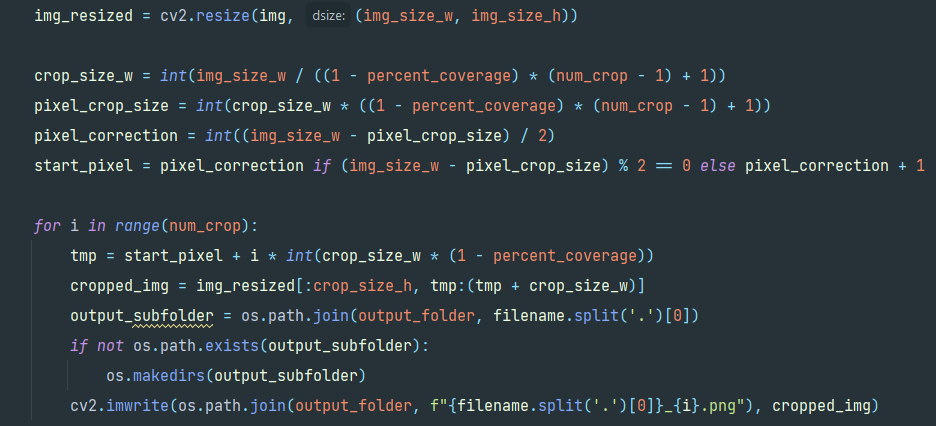 img_resized = cv2.resize(img, dsize: (img_size_w, img_size_h))
crop_size_w = int(img_size_w / ((1 - percent_coverage) * (num_crop - 1) + 1))
pixel_crop_size = int(crop_size_w * ((1 - percent_coverage) * (num_crop - 1) + 1))
pixel_correction = int((img_size_w - pixel_crop_size) / 2)
start_pixel = pixel_correction if (img_size_w - pixel_crop_size) % 2 == 0 else pixel_correction + 1
for i in range(num_crop):
    tmp = start_pixel + i * int(crop_size_w * (1 - percent_coverage))
    cropped_img = img_resized[:crop_size_h, tmp:(tmp + crop_size_w)]
    output_subfolder = os.path.join(output_folder, filename.split('.')[0])
    if not os.path.exists(output_subfolder):
        os.makedirs(output_subfolder)
    cv2.imwrite(os.path.join(output_folder, f"{filename.split('.')[0]}_{i}.png"), cropped_img)